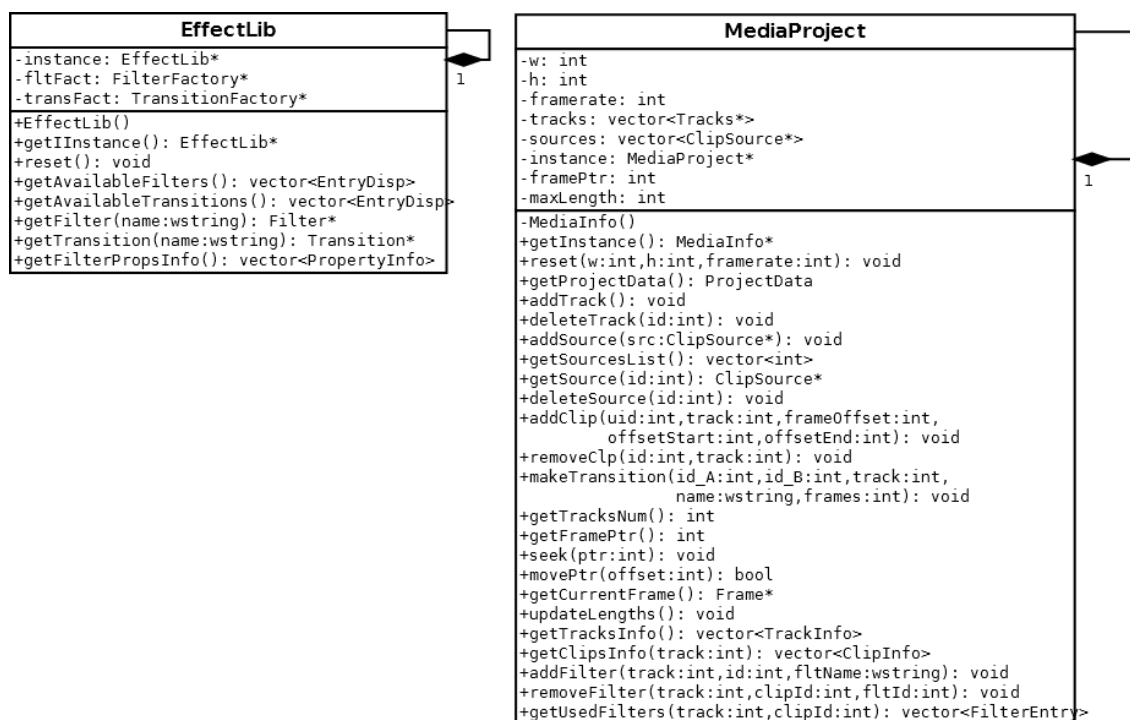 EffectLib
-instance: EffectLib*
-fltFact: FilterFactory*
-transFact: TransitionFactory*
1
+EffectLib()
+getIInstance(): EffectLib*
+reset(): void
+getAvailableFilters(): vector<EntryDisp>
+getAvailableTransitions(): vector<EntryDisp>
+getFilter(name:wstring): Filter*
+getTransition(name:wstring): Transition*
+getFilterPropsInfo(): vector<PropertyInfo>
MediaProject
-w: int
-h: int
-framerate: int
-tracks: vector<Tracks*>
-sources: vector<ClipSource*>
-instance: MediaProject*
-framePtr: int
-maxLength: int
1
-MediaInfo()
+getInstance(): MediaInfo*
+reset(w:int,h:int,framerate:int): void
+getProjectData(): ProjectData
+addTrack(): void
+deleteTrack(id:int): void
+addSource(src:ClipSource*): void
+getSourcesList(): vector<int>
+getSource(id:int): ClipSource*
+deleteSource(id:int): void
+addClip(uid:int,track:int,frameOffset:int,
offsetStart:int,offsetEnd:int): void
+removeClp(id:int,track:int): void
+makeTransition(id_A:int,id_B:int,track:int,
name:wstring,frames:int): void
+getTracksNum(): int
+getFramePtr(): int
+seek(ptr:int): void
+movePtr(offset:int): bool
+getCurrentFrame(): Frame*
+updateLengths(): void
+getTracksInfo(): vector<TrackInfo>
+getClipsInfo(track:int): vector<ClipInfo>
+addFilter(track:int,id:int,fltName:wstring): void
+removeFilter(track:int,clipId:int,fltId:int): void
+getUsedFilters(track:int,clipId:int): vector<FilterEntry>